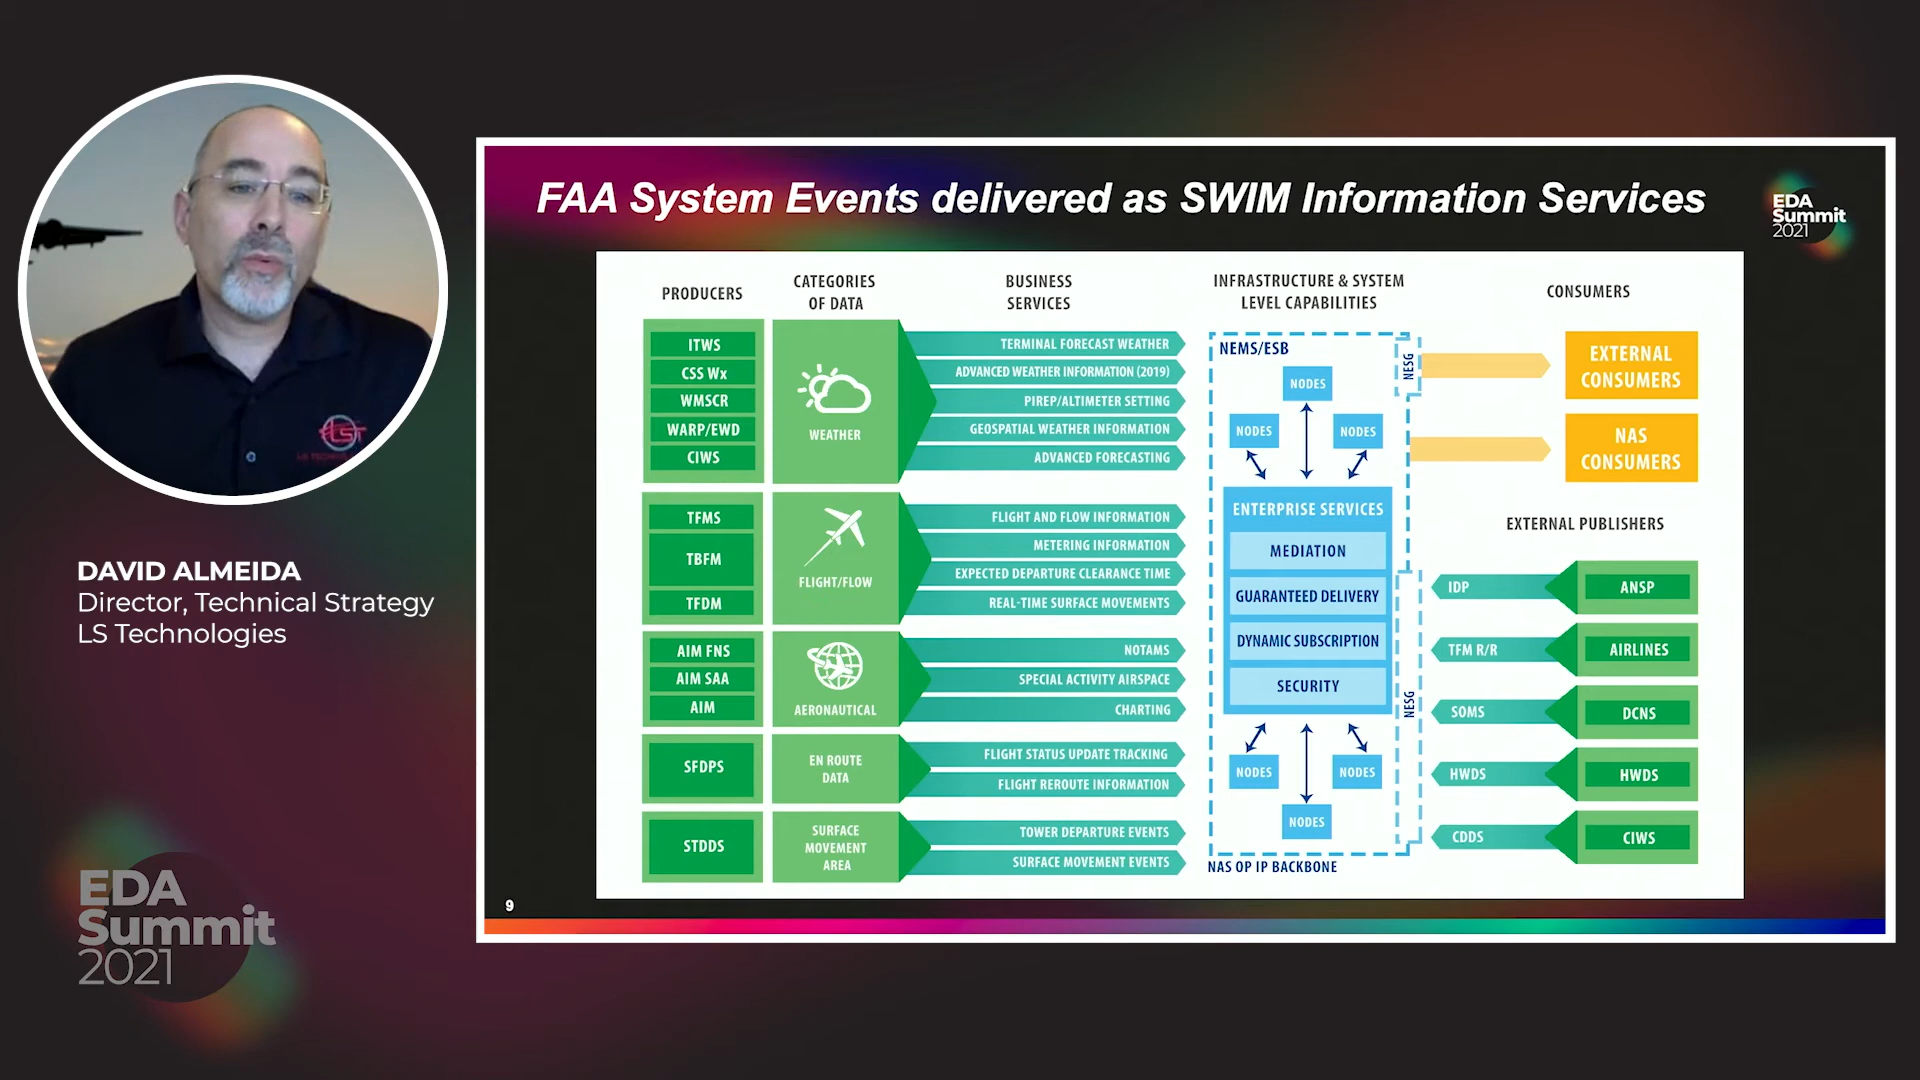 DAVID ALMEIDA
Director, Technical Strategy
LS Technologies
EDA
Summit
2021
FAA System Events delivered as SWIM Information Services
EDA
Summit
2021
PRODUCERS
CATEGORIES
OF DATA
BUSINESS
SERVICES
INFRASTRUCTURE & SYSTEM
LEVEL CAPABILITIES
CONSUMERS
ITWS
CSS Wx
WMSCR
WARP/EWD
CIWS
WEATHER
TERMINAL FORECAST WEATHER
ADVANCED WEATHER INFORMATION (2019)
PIREP/ALTIMETER SETTING
GEOSPATIAL WEATHER INFORMATION
ADVANCED FORECASTING
TFMS
TBFM
TFDM
FLIGHT/FLOW
FLIGHT AND FLOW INFORMATION
METERING INFORMATION
EXPECTED DEPARTURE CLEARANCE TIME
REAL-TIME SURFACE MOVEMENTS
AIM FNS
AIM SAA
AIM
AERONAUTICAL
NOTAMS
SPECIAL ACTIVITY AIRSPACE
CHARTING
SFDPS
EN ROUTE
DATA
FLIGHT STATUS UPDATE TRACKING
FLIGHT REROUTE INFORMATION
STDDS
SURFACE
MOVEMENT
AREA
TOWER DEPARTURE EVENTS
SURFACE MOVEMENT EVENTS
NEMS/ESB
NODES
NODES
NODES
ENTERPRISE SERVICES
MEDIATION
GUARANTEED DELIVERY
DYNAMIC SUBSCRIPTION
SECURITY
NODES
NODES
NODES
NAS OP IP BACKBONE
NESG
NESG
EXTERNAL
CONSUMERS
NAS
CONSUMERS
EXTERNAL PUBLISHERS
IDP
ANSP
TFM R/R
AIRLINES
SOMS
DCNS
HWDS
HWDS
CDDS
CIWS
9
LST